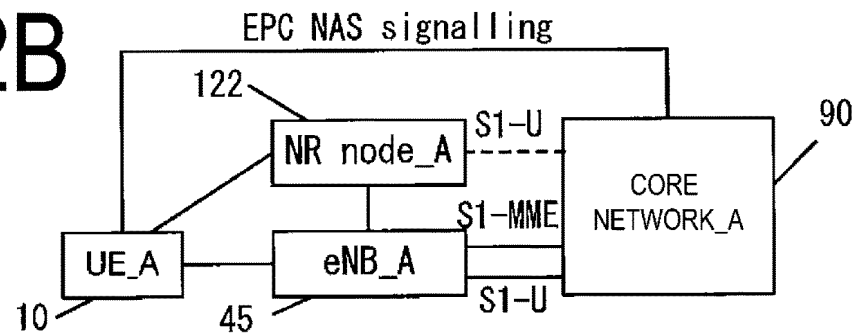 2B
EPC NAS signalling
122
NR node_A
S1-U
90
CORE
NETWORK_A
S1-MME
UE_A
eNB_A
S1-U
10
45